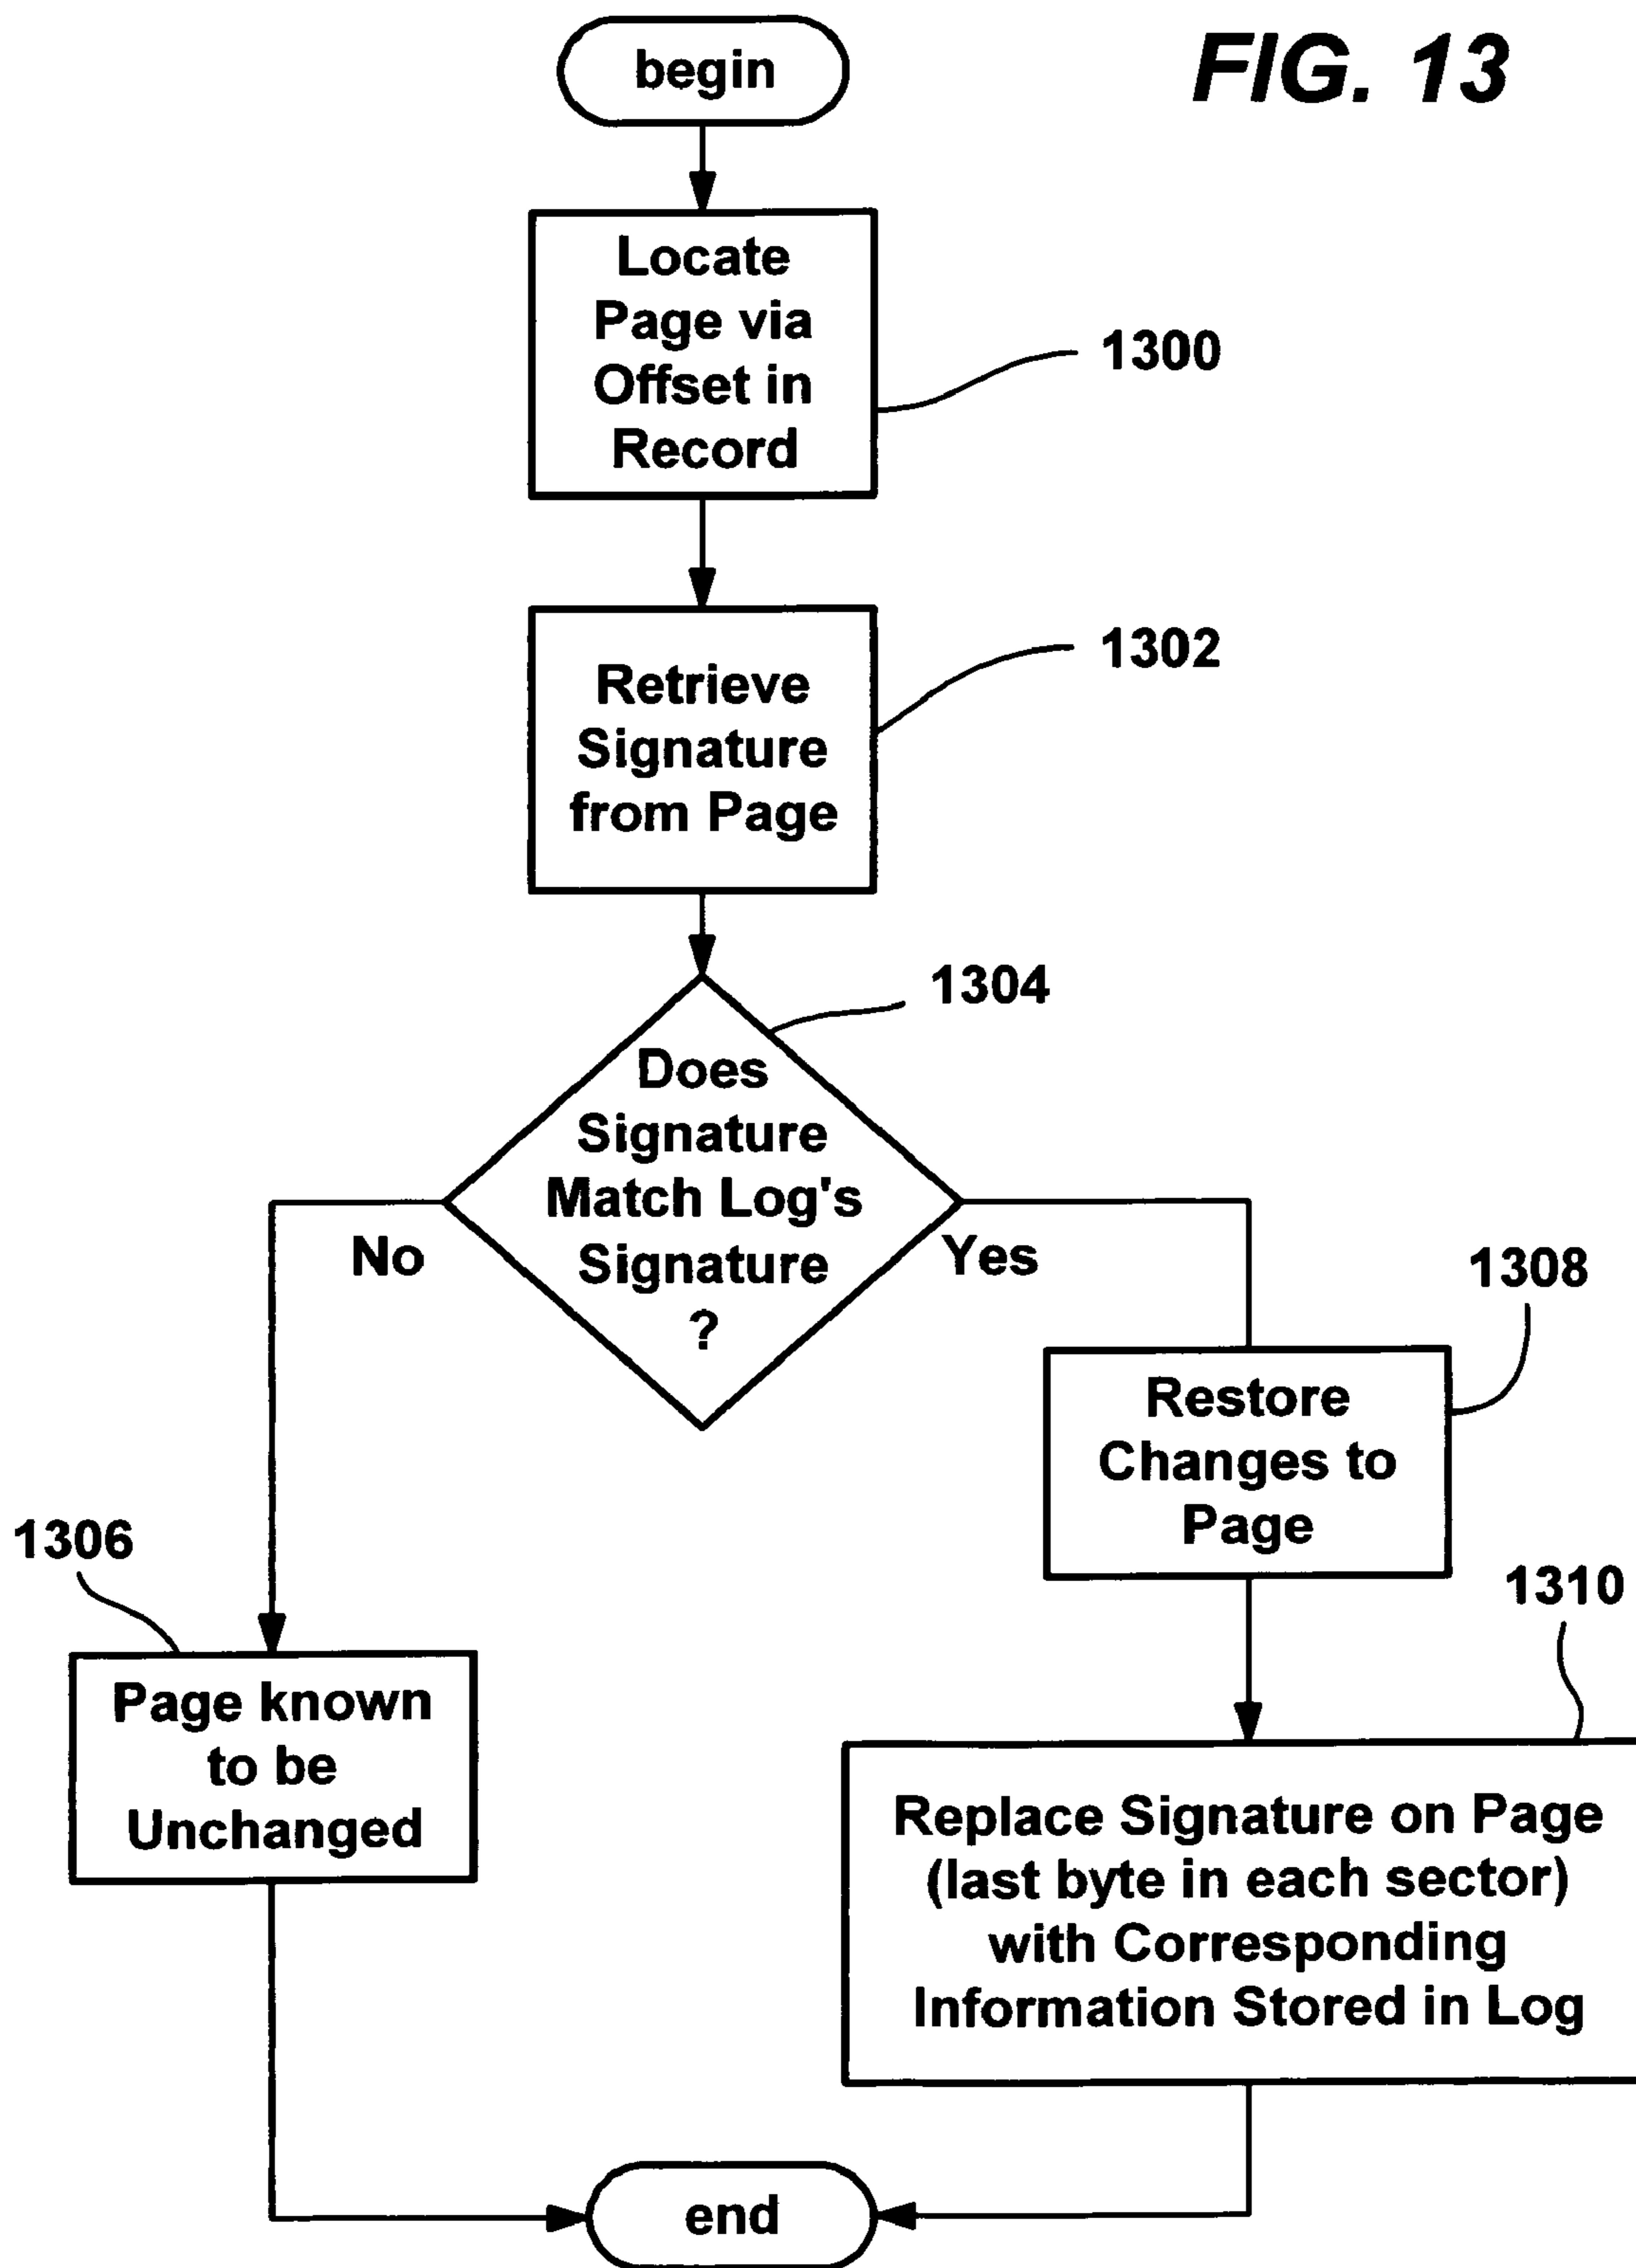 FIG. 13
begin
Locate
Page via
Offset in
Record
1300
Retrieve
Signature
from Page
1302
Does
Signature
Match Log's
Signature
?
1304
No
Yes
1306
Page known
to be
Unchanged
1308
Restore
Changes to
Page
1310
Replace Signature on Page
(last byte in each sector)
with Corresponding
Information Stored in Log
end